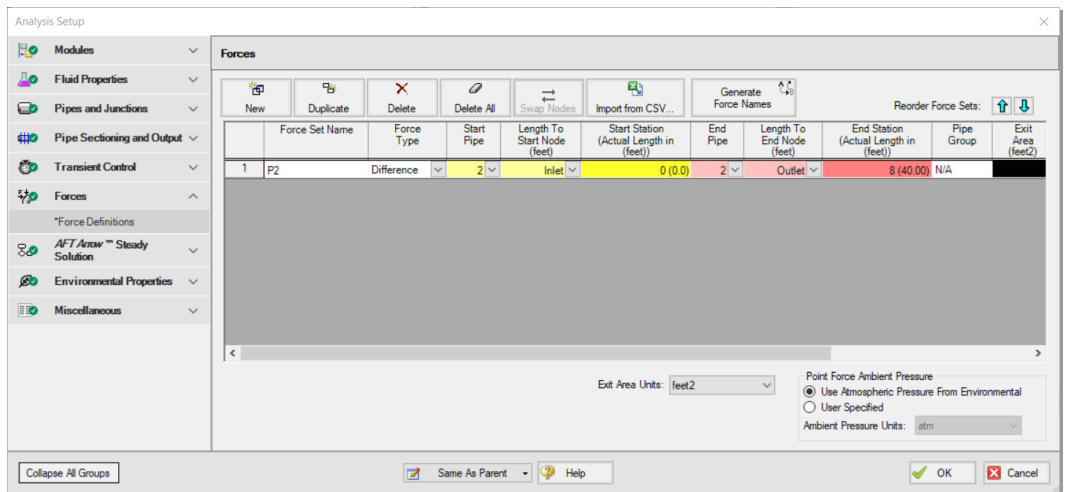 Analysis Setup
Modules
Fluid Properties
Pipes and Junctions
Pipe Sectioning and Output
Transient Control
Forces
*Force Definitions
AFT Arrow ™ Steady
Solution
Environmental Properties
Miscellaneous
Forces
New
Duplicate
Delete
Delete All
Swap Nodes
Import from CSV...
Generate
Force Names
Reorder Force Sets:
Force Set Name
Force
Type
Start
Pipe
Length To
Start Node
(feet)
Start Station
(Actual Length in
(feet))
End
Pipe
Length To
End Node
(feet)
End Station
(Actual Length in
(feet))
Pipe
Group
Exit
Area
(feet2)
1 P2 Difference 2 Inlet 0 (0.0) 2 Outlet 8 (40.00) N/A
Exit Area Units: feet2
Point Force Ambient Pressure
Use Atmospheric Pressure From Environmental
User Specified
Ambient Pressure Units: atm
Collapse All Groups
Same As Parent
Help
OK
Cancel